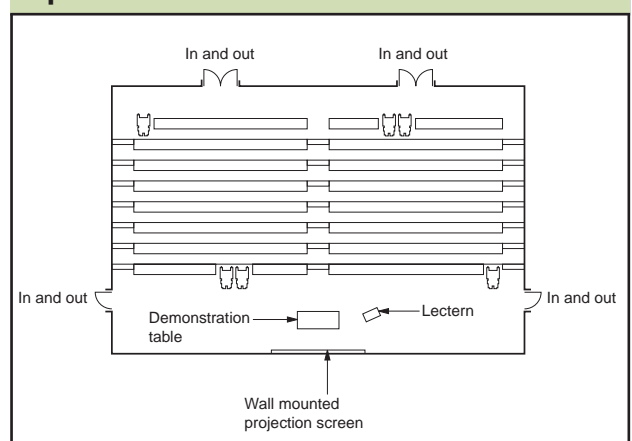 In and out
In and out
In and out
In and out
Demonstration
table
Lectern
Wall mounted
projection screen